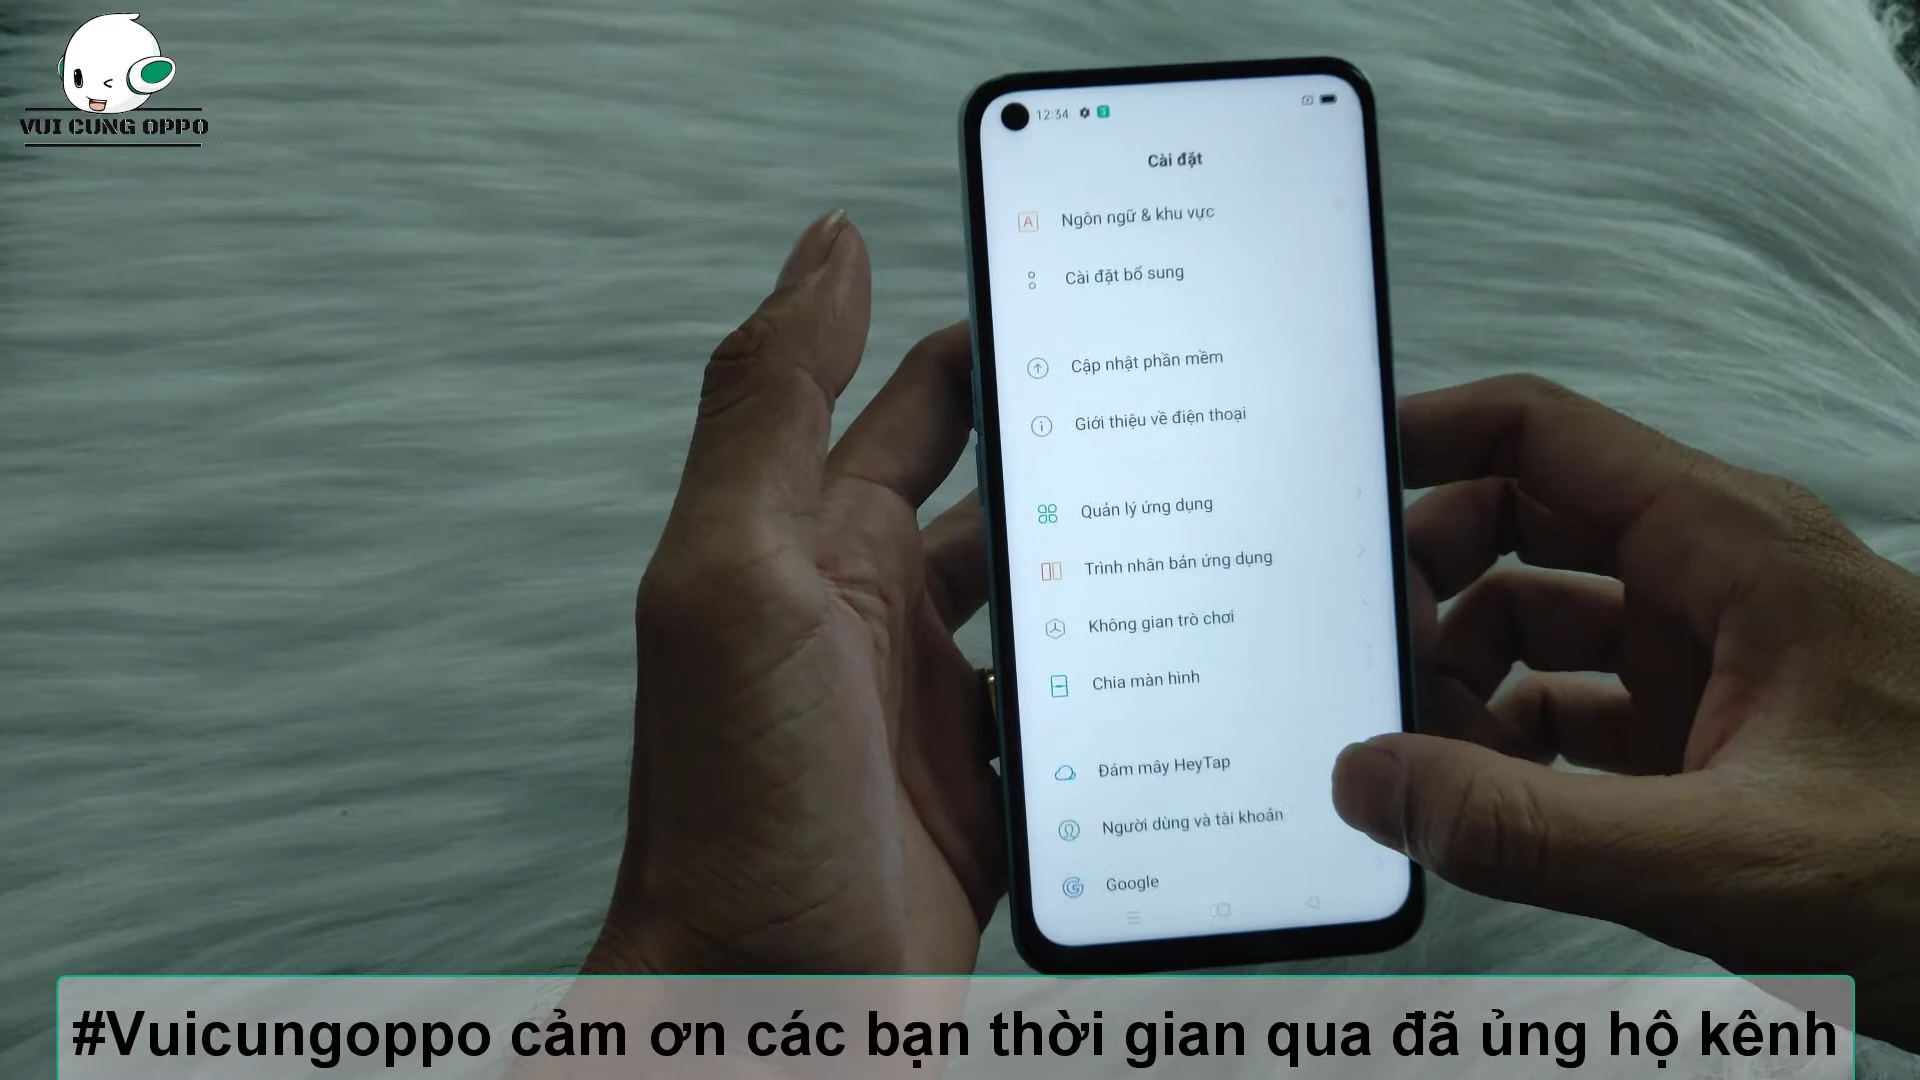 VUI CUNG OPPO
12:34
Cài đặt
A Ngôn ngữ & khu vực
Cài đặt bổ sung
Cập nhật phần mềm
Giới thiệu về điện thoại
Quản lý ứng dụng
Trình nhân bản ứng dụng
Không gian trò chơi
Chia màn hình
Đám mây HeyTap
Người dùng và tài khoản
Google
#Vuicungoppo cảm ơn các bạn thời gian qua đã ủng hộ kênh